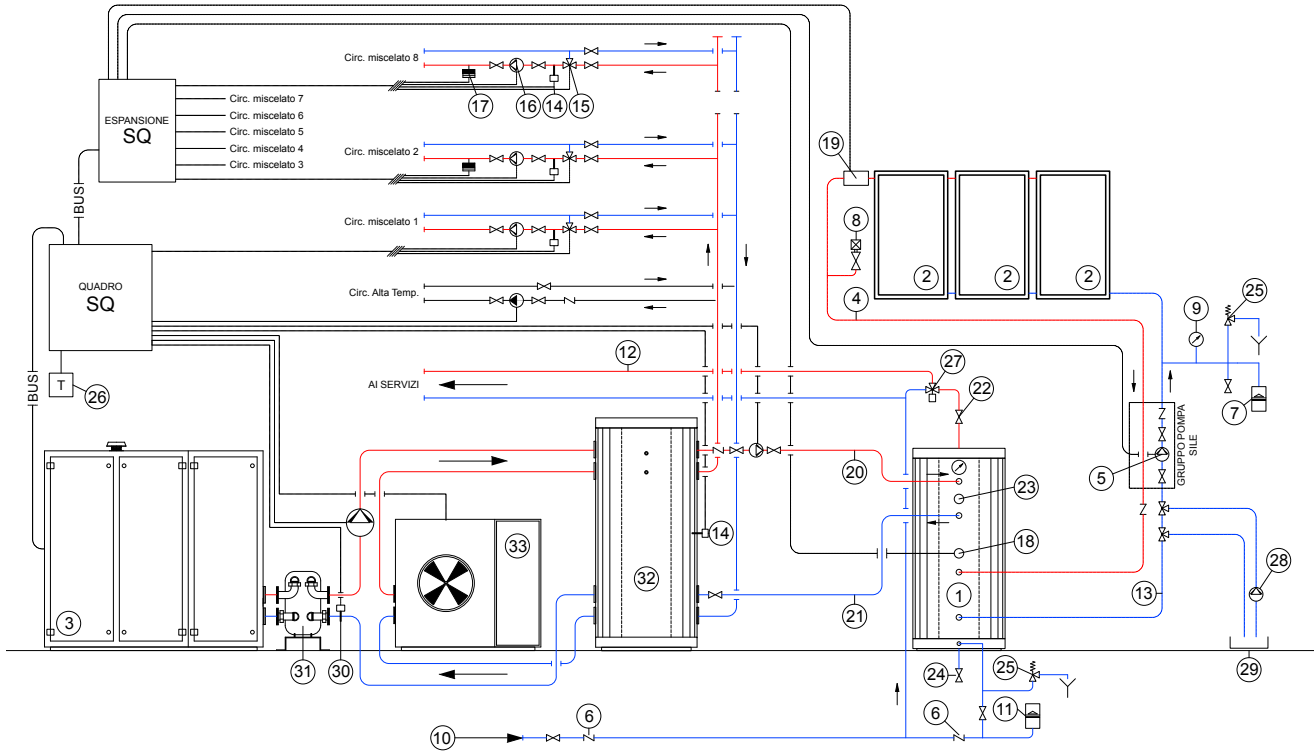 Circ. miscelato 8
17
16
14
15
ESPANSIONE
SQ
Circ. miscelato 7
Circ. miscelato 6
Circ. miscelato 5
Circ. miscelato 4
Circ. miscelato 3
Circ. miscelato 2
19
BUS
Circ. miscelato 1
8
2
2
2
QUADRO
SQ
Circ. Alta Temp.
4
9
25
12
T
26
BUS
AI SERVIZI
27
22
7
5
GRUPPO POMPA
SILE
20
23
33
14
18
32
28
3
1
21
13
31
30
24
25
29
11
10
6
6